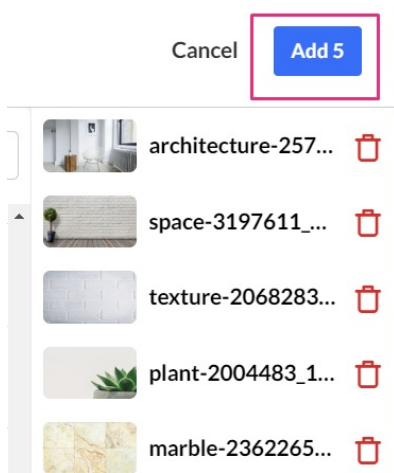 Cancel Add 5
architecture-257...
space-3197611_...
texture-2068283...
plant-2004483_1...
marble-2362265...